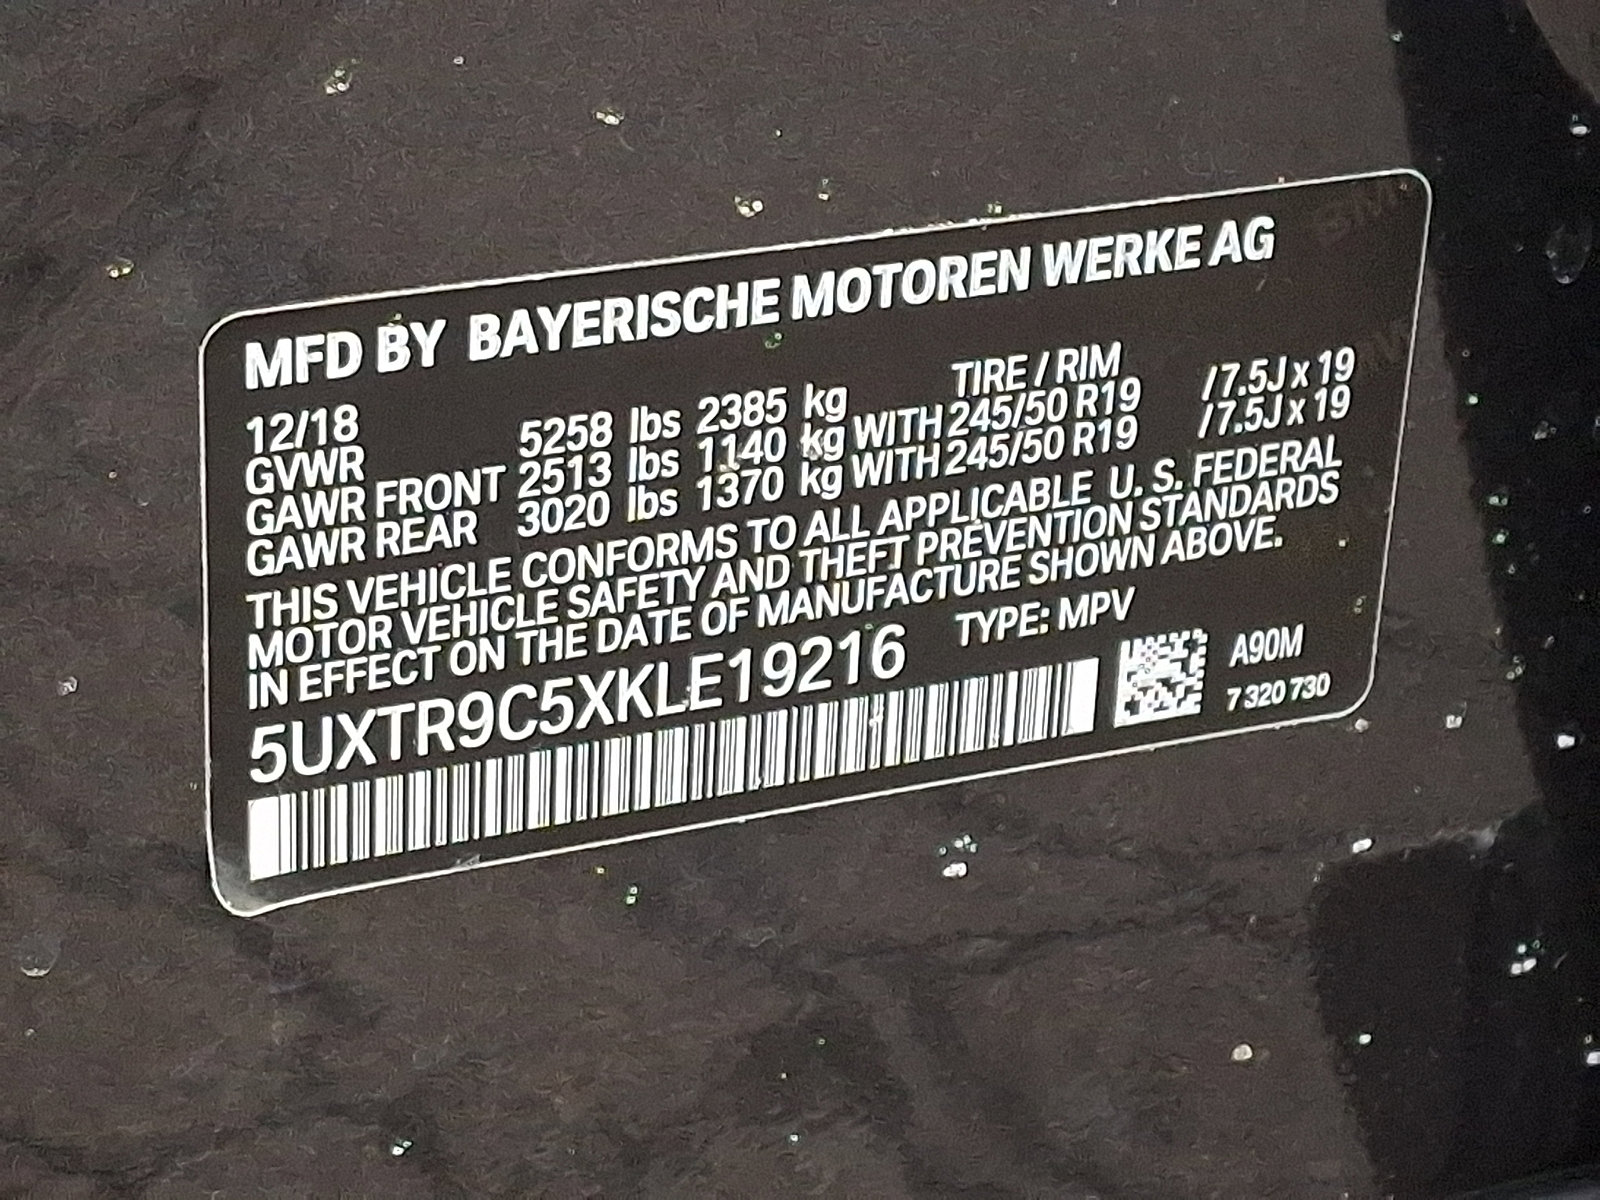 MFD BY BAYERISCHE MOTOREN WERKE AG
12/18 TIRE / RIM
GVWR 5258 lbs 2385 kg
GAWR FRONT 2513 lbs 1140 kg WITH 245/50 R19 /7.5J x 19
GAWR REAR 3020 lbs 1370 kg WITH 245/50 R19 /7.5J x 19
THIS VEHICLE CONFORMS TO ALL APPLICABLE U. S. FEDERAL
MOTOR VEHICLE SAFETY AND THEFT PREVENTION STANDARDS
IN EFFECT ON THE DATE OF MANUFACTURE SHOWN ABOVE.
5UXTR9C5XKLE19216 TYPE: MPV
A90M
7 320 730